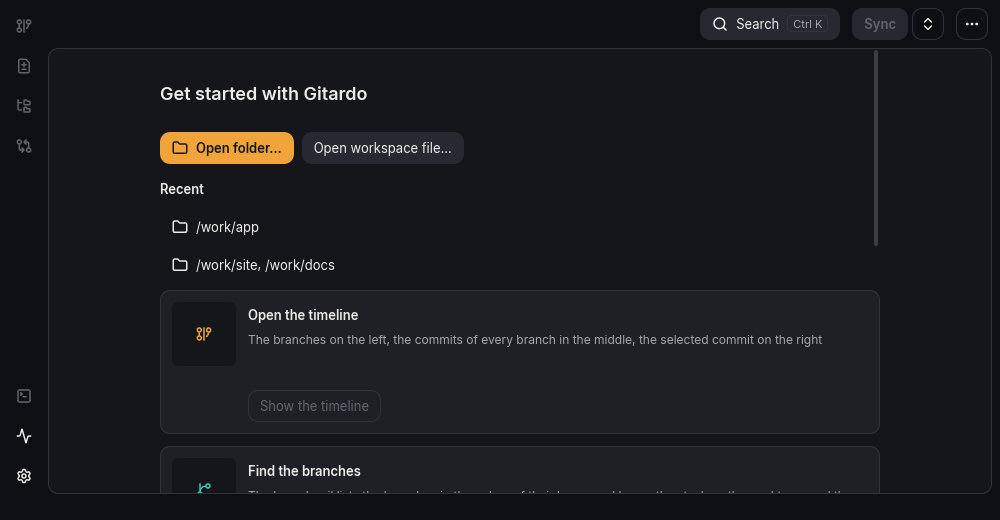 Search Ctrl K
Sync
Get started with Gitardo
Open folder...
Open workspace file...
Recent
/work/app
/work/site, /work/docs
Open the timeline
The branches on the left, the commits of every branch in the middle, the selected commit on the right
Show the timeline
Find the branches